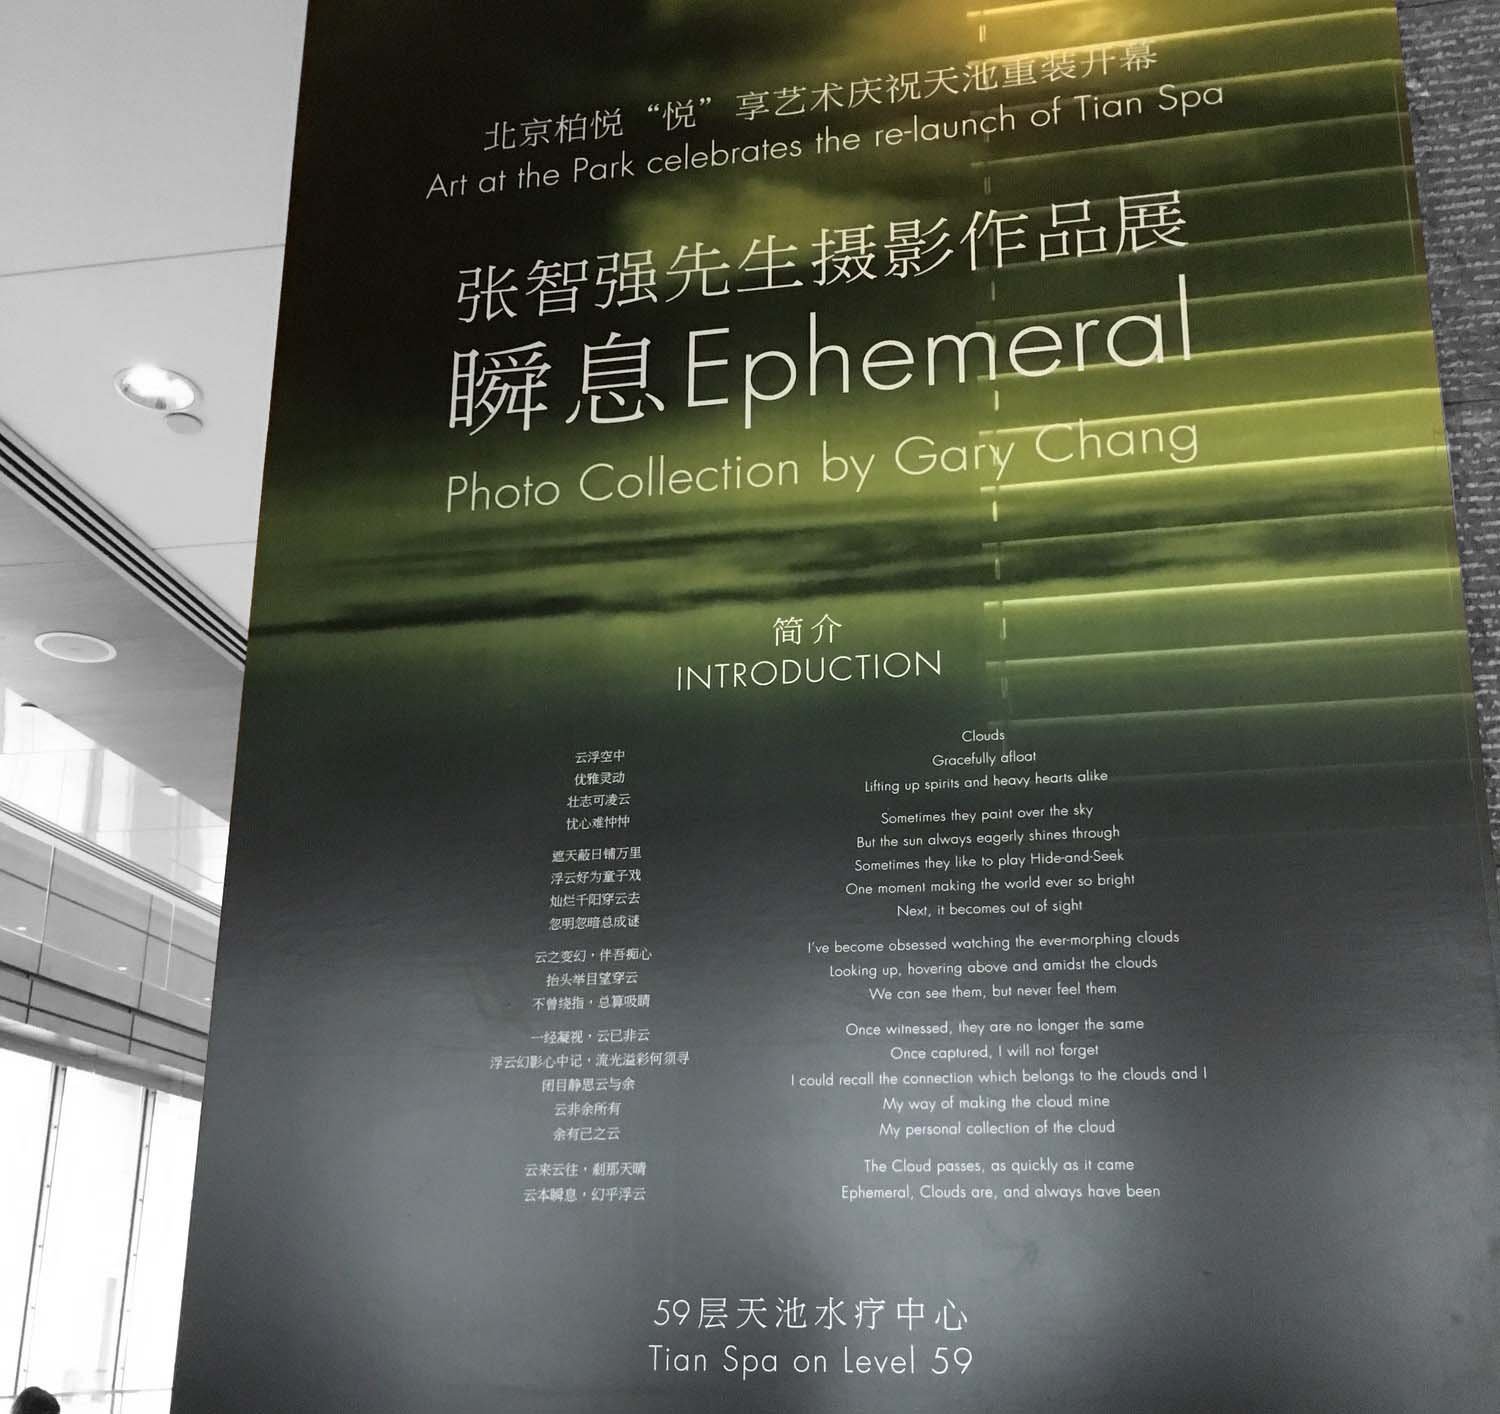 北京柏悦“悦”享艺术庆祝天池重装开幕
Art at the Park celebrates the re-launch of Tian Spa
张智强先生摄影作品展
瞬息 Ephemeral
Photo Collection by Gary Chang
简介
INTRODUCTION
云浮空中
优雅灵动
壮志可凌云
忧心难忡忡
遮天蔽日铺万里
浮云好为童子戏
灿烂千阳穿云去
忽明忽暗总成谜
云之变幻，伴吾痴心
抬头举目望穿云
不曾绕指，总算吸睛
一经凝视，云已非云
浮云幻影心中记，流光溢彩何须寻
闭目静思云与余
云非余所有
余有己之云
云来云往，刹那天晴
云本瞬息，幻乎浮云
Clouds
Gracefully afloat
Lifting up spirits and heavy hearts alike
Sometimes they paint over the sky
But the sun always eagerly shines through
Sometimes they like to play Hide-and-Seek
One moment making the world ever so bright
Next, it becomes out of sight
I've become obsessed watching the ever-morphing clouds
Looking up, hovering above and amidst the clouds
We can see them, but never feel them
Once witnessed, they are no longer the same
Once captured, I will not forget
I could recall the connection which belongs to the clouds and I
My way of making the cloud mine
My personal collection of the cloud
The Cloud passes, as quickly as it came
Ephemeral, Clouds are, and always have been
59层天池水疗中心
Tian Spa on Level 59